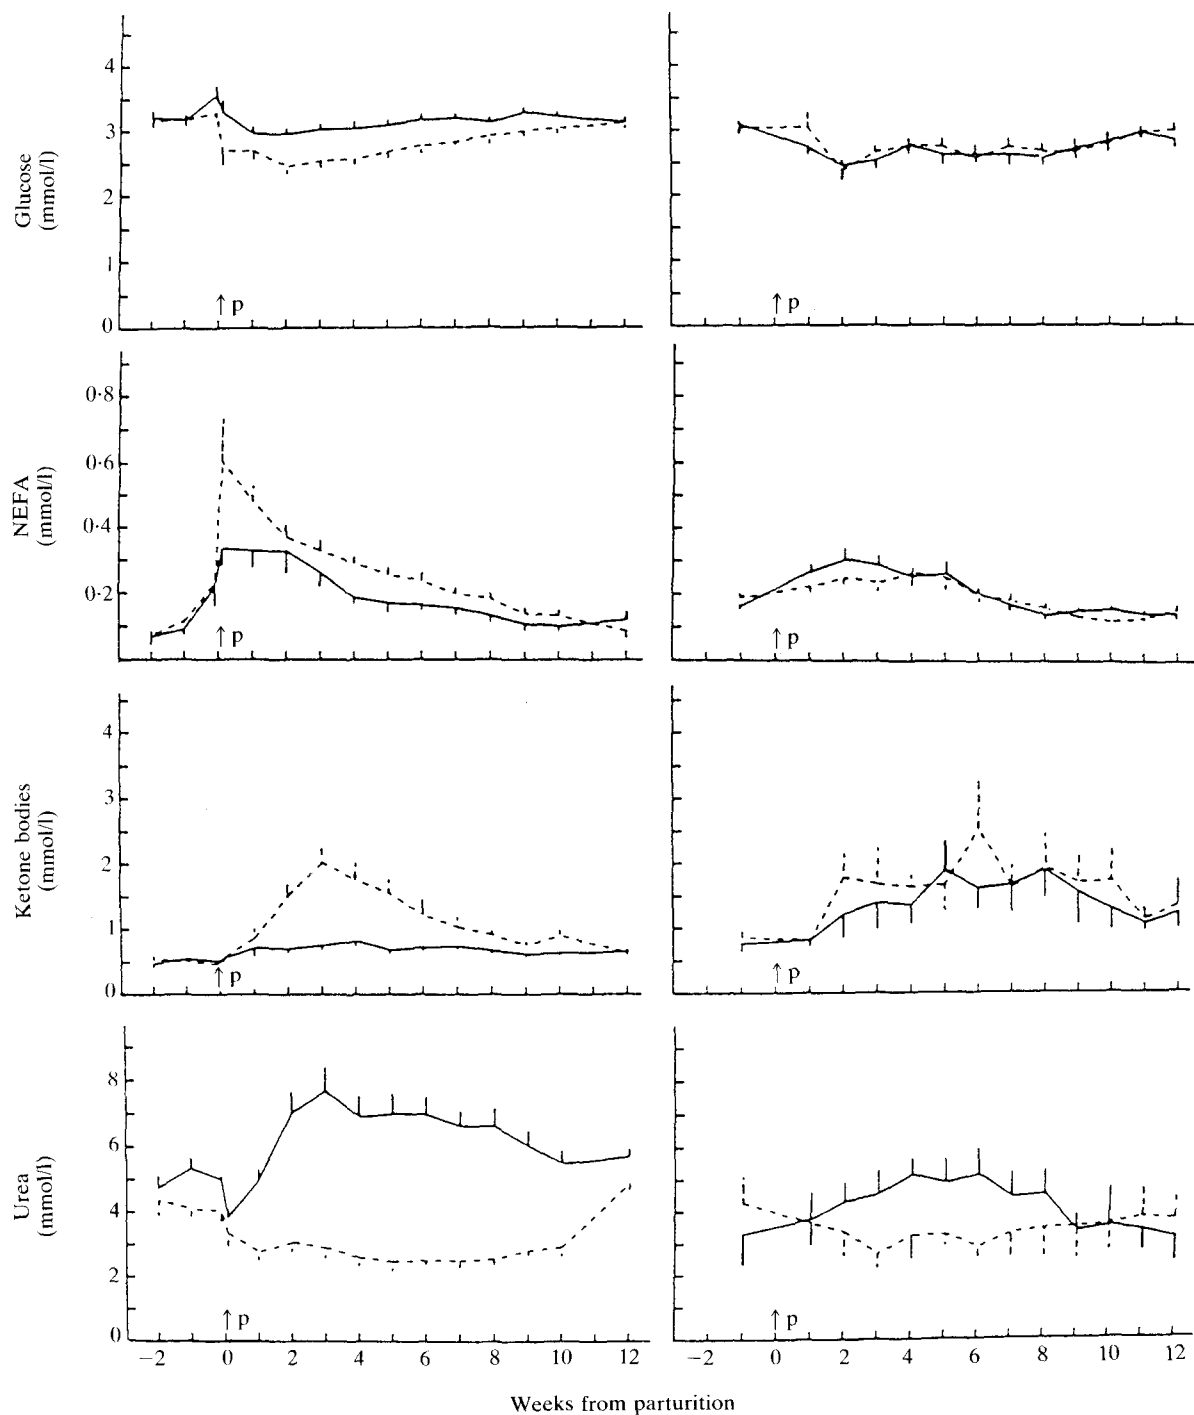 Glucose
(mmol/l)
4
3
2
1
0
↑ p
↑ p
NEFA
(mmol/l)
0·8
0·6
0·4
0·2
↑ p
↑ p
Ketone bodies
(mmol/l)
4
3
2
1
0
↑ p
↑ p
Urea
(mmol/l)
8
6
4
2
0
↑ p
↑ p
−2 0 2 4 6 8 10 12
−2 0 2 4 6 8 10 12
Weeks from parturition